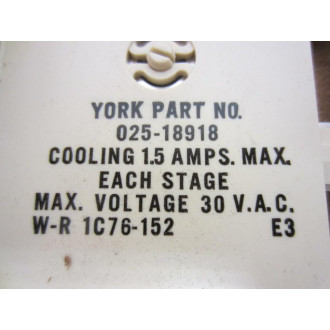 YORK PART NO.
025-18918
COOLING 1.5 AMPS. MAX.
EACH STAGE
MAX. VOLTAGE 30 V.A.C.
W-R 1C76-152 E3